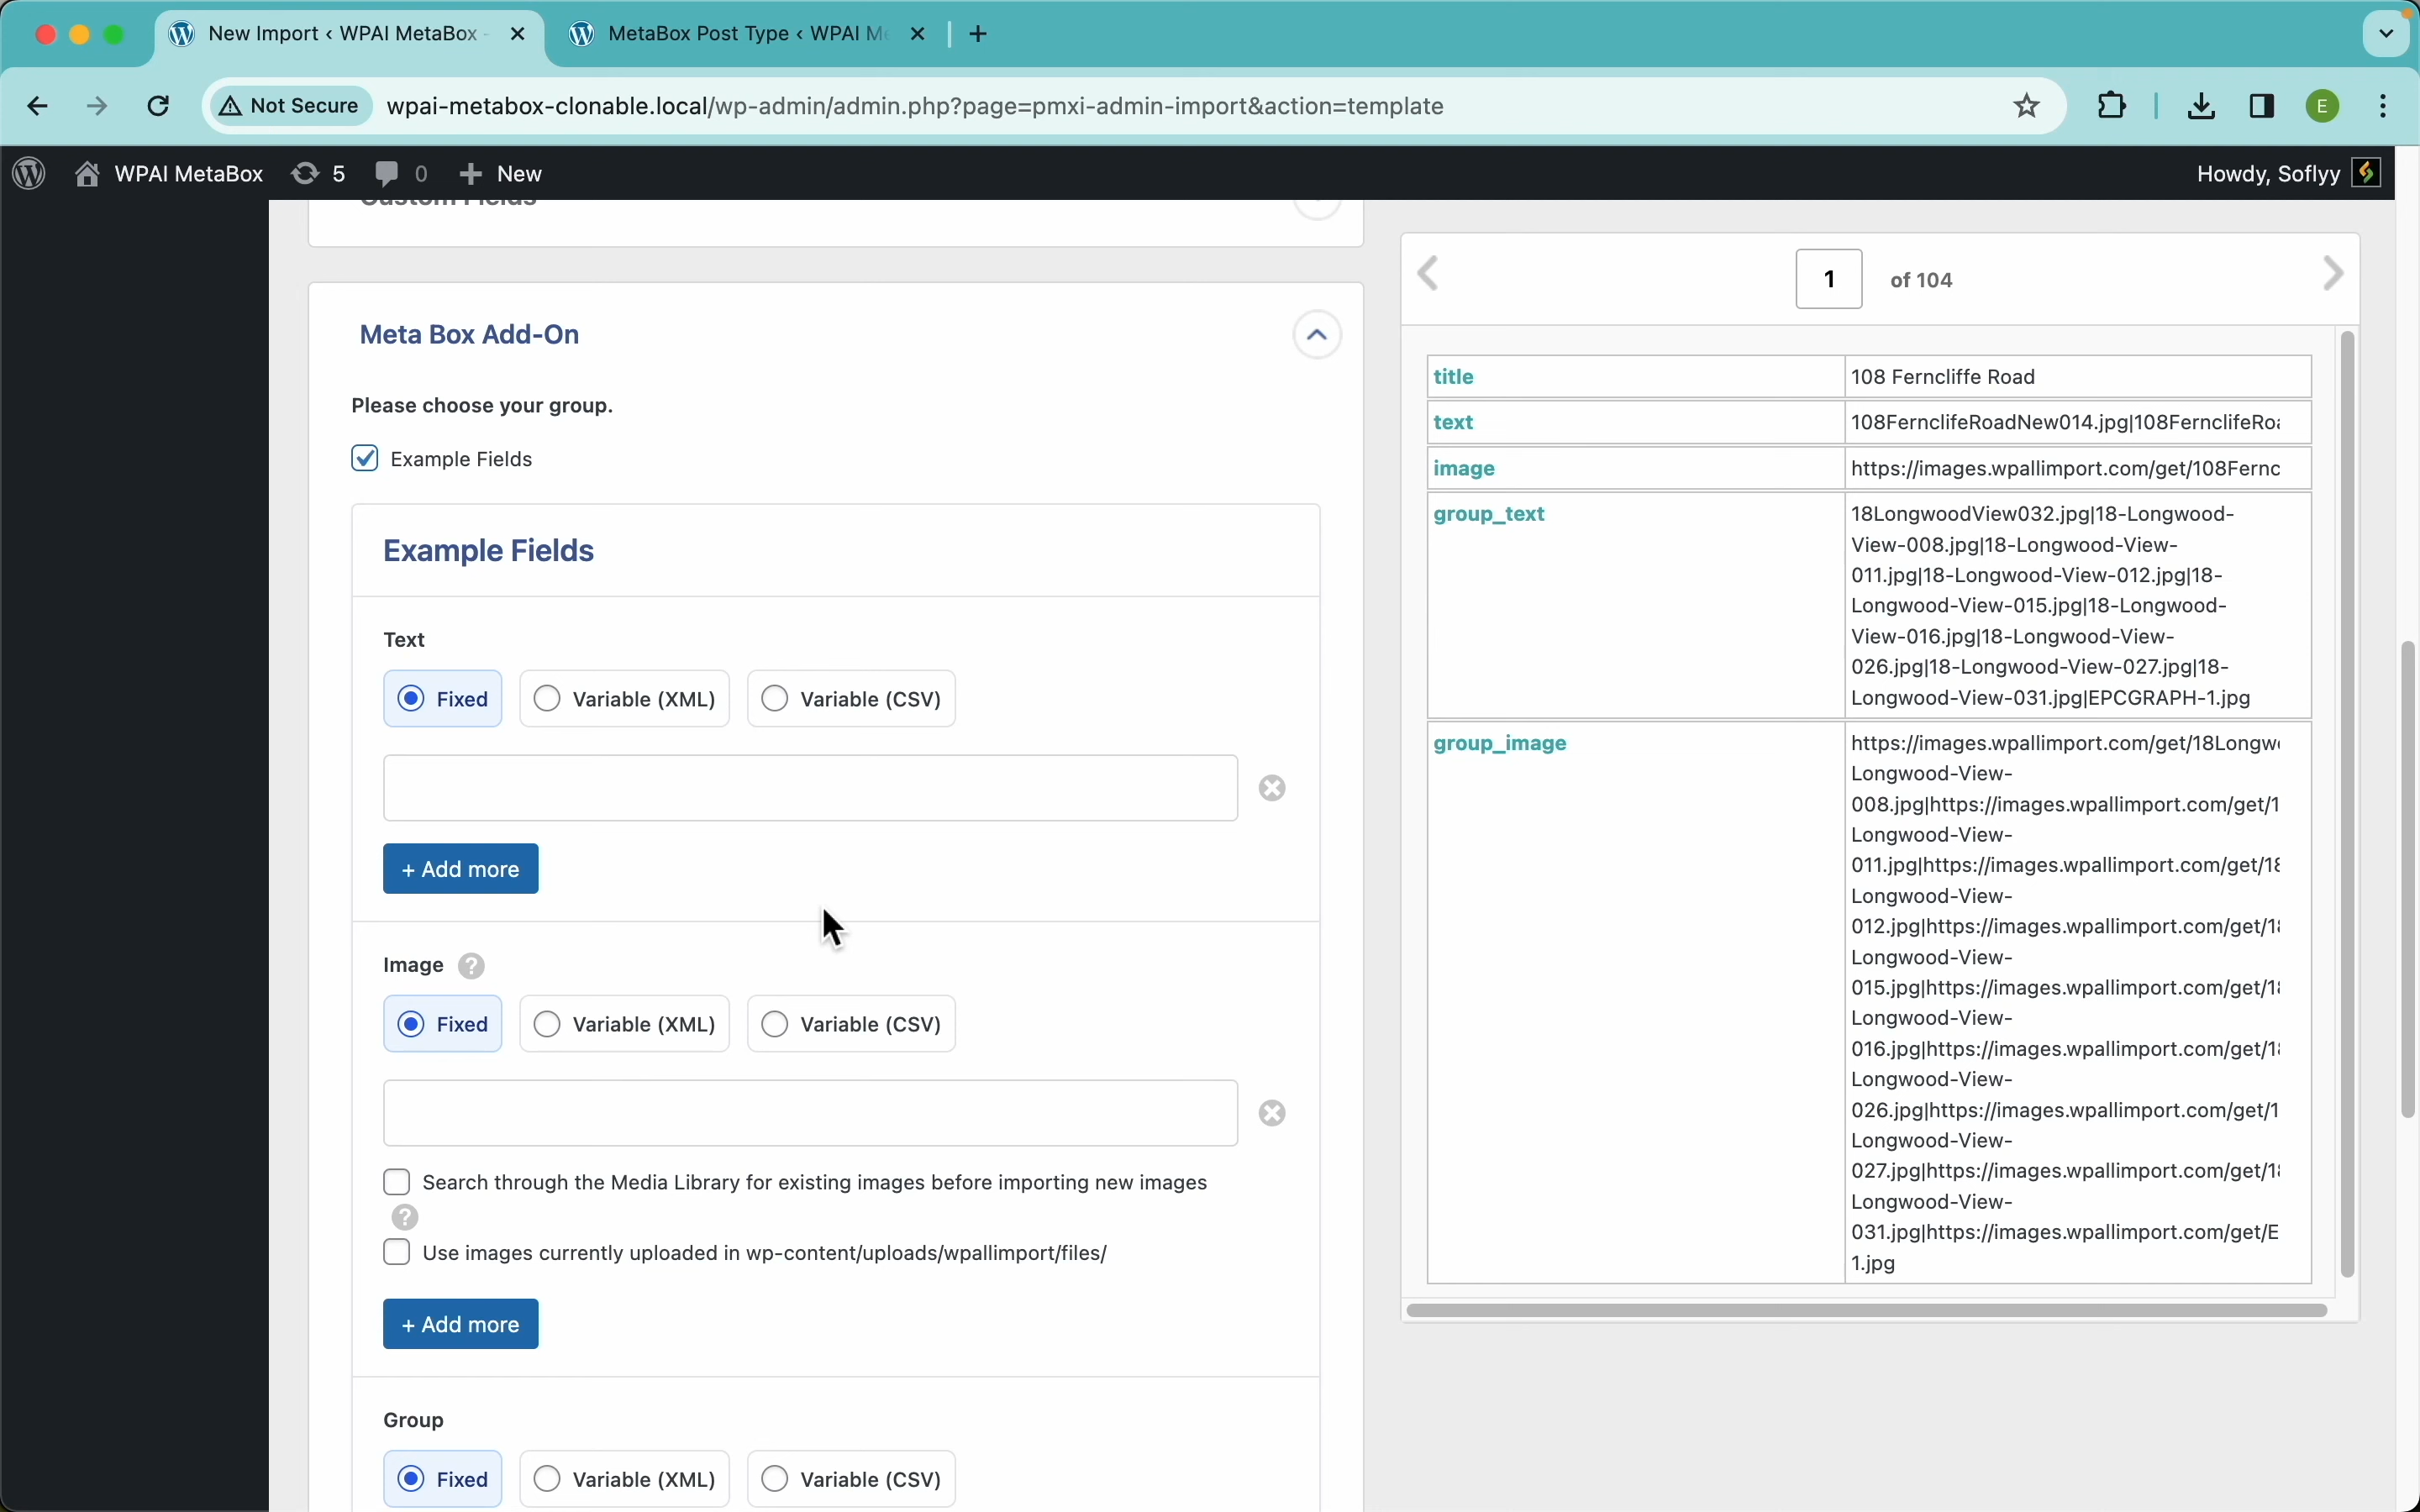 New Import ‹ WPAI MetaBox -
MetaBox Post Type ‹ WPAI Me
Not Secure
wpai-metabox-clonable.local/wp-admin/admin.php?page=pmxi-admin-import&action=template
E
WPAI MetaBox
5
0
New
Howdy, Soflyy
Custom Fields
Meta Box Add-On
Please choose your group.
Example Fields
Example Fields
Text
Fixed
Variable (XML)
Variable (CSV)
+ Add more
Image ?
Fixed
Variable (XML)
Variable (CSV)
Search through the Media Library for existing images before importing new images
?
Use images currently uploaded in wp-content/uploads/wpallimport/files/
+ Add more
Group
Fixed
Variable (XML)
Variable (CSV)
1 of 104
title
108 Ferncliffe Road
text
108FernclifeRoadNew014.jpg|108FernclifeRoa
image
https://images.wpallimport.com/get/108Fernc
group_text
18LongwoodView032.jpg|18-Longwood-
View-008.jpg|18-Longwood-View-
011.jpg|18-Longwood-View-012.jpg|18-
Longwood-View-015.jpg|18-Longwood-
View-016.jpg|18-Longwood-View-
026.jpg|18-Longwood-View-027.jpg|18-
Longwood-View-031.jpg|EPCGRAPH-1.jpg
group_image
https://images.wpallimport.com/get/18Longwo
Longwood-View-
008.jpg|https://images.wpallimport.com/get/1
Longwood-View-
011.jpg|https://images.wpallimport.com/get/18
Longwood-View-
012.jpg|https://images.wpallimport.com/get/18
Longwood-View-
015.jpg|https://images.wpallimport.com/get/18
Longwood-View-
016.jpg|https://images.wpallimport.com/get/18
Longwood-View-
026.jpg|https://images.wpallimport.com/get/1
Longwood-View-
027.jpg|https://images.wpallimport.com/get/18
Longwood-View-
031.jpg|https://images.wpallimport.com/get/E
1.jpg